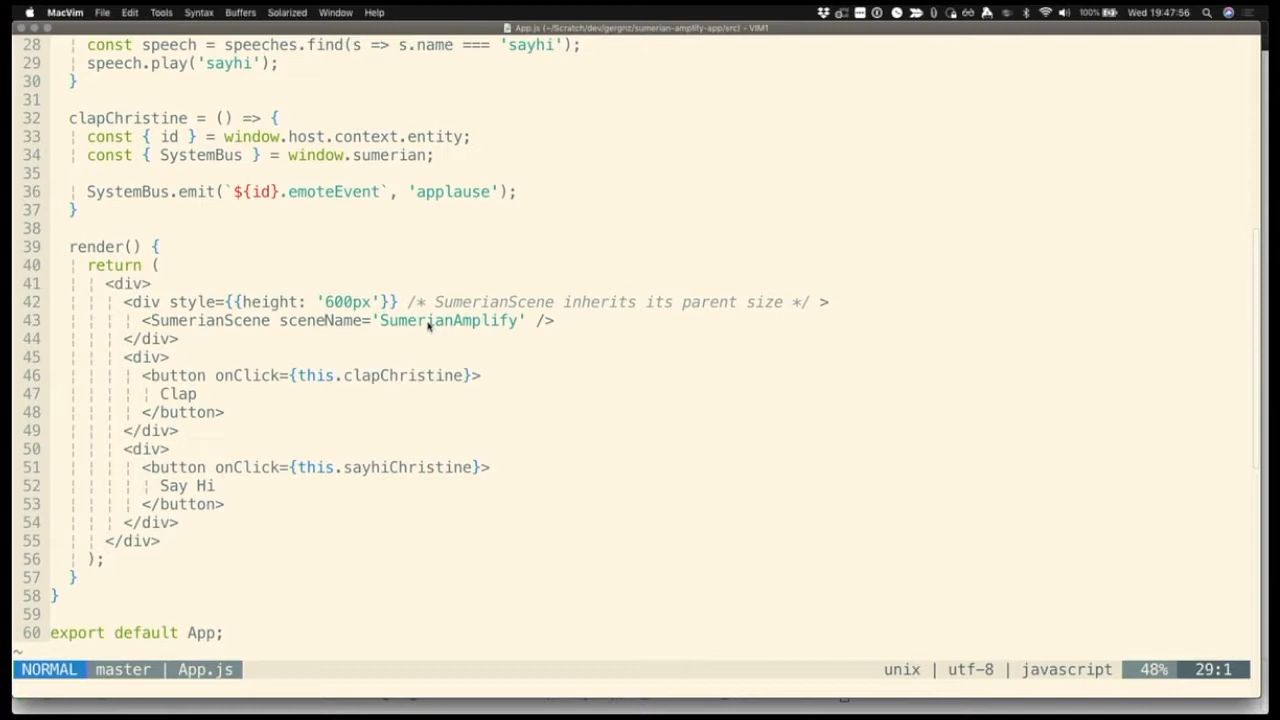 MacVim File Edit Tools Syntax Buffers Solarized Window Help 100% Wed 19:47:56
App.js (~/Scratch/dev/gergnz/sumerian-amplify-app/src) - VIM1
28 const speech = speeches.find(s => s.name === 'sayhi');
29 speech.play('sayhi');
30 }
31
32 clapChristine = () => {
33 const { id } = window.host.context.entity;
34 const { SystemBus } = window.sumerian;
35
36 SystemBus.emit(`${id}.emoteEvent`, 'applause');
37 }
38
39 render() {
40 return (
41 <div>
42 <div style={{height: '600px'}} /* SumerianScene inherits its parent size */ >
43 <SumerianScene sceneName='SumerianAmplify' />
44 </div>
45 <div>
46 <button onClick={this.clapChristine}>
47 Clap
48 </button>
49 </div>
50 <div>
51 <button onClick={this.sayhiChristine}>
52 Say Hi
53 </button>
54 </div>
55 </div>
56 );
57 }
58 }
59
60 export default App;
~
NORMAL master | App.js unix | utf-8 | javascript 48% 29:1